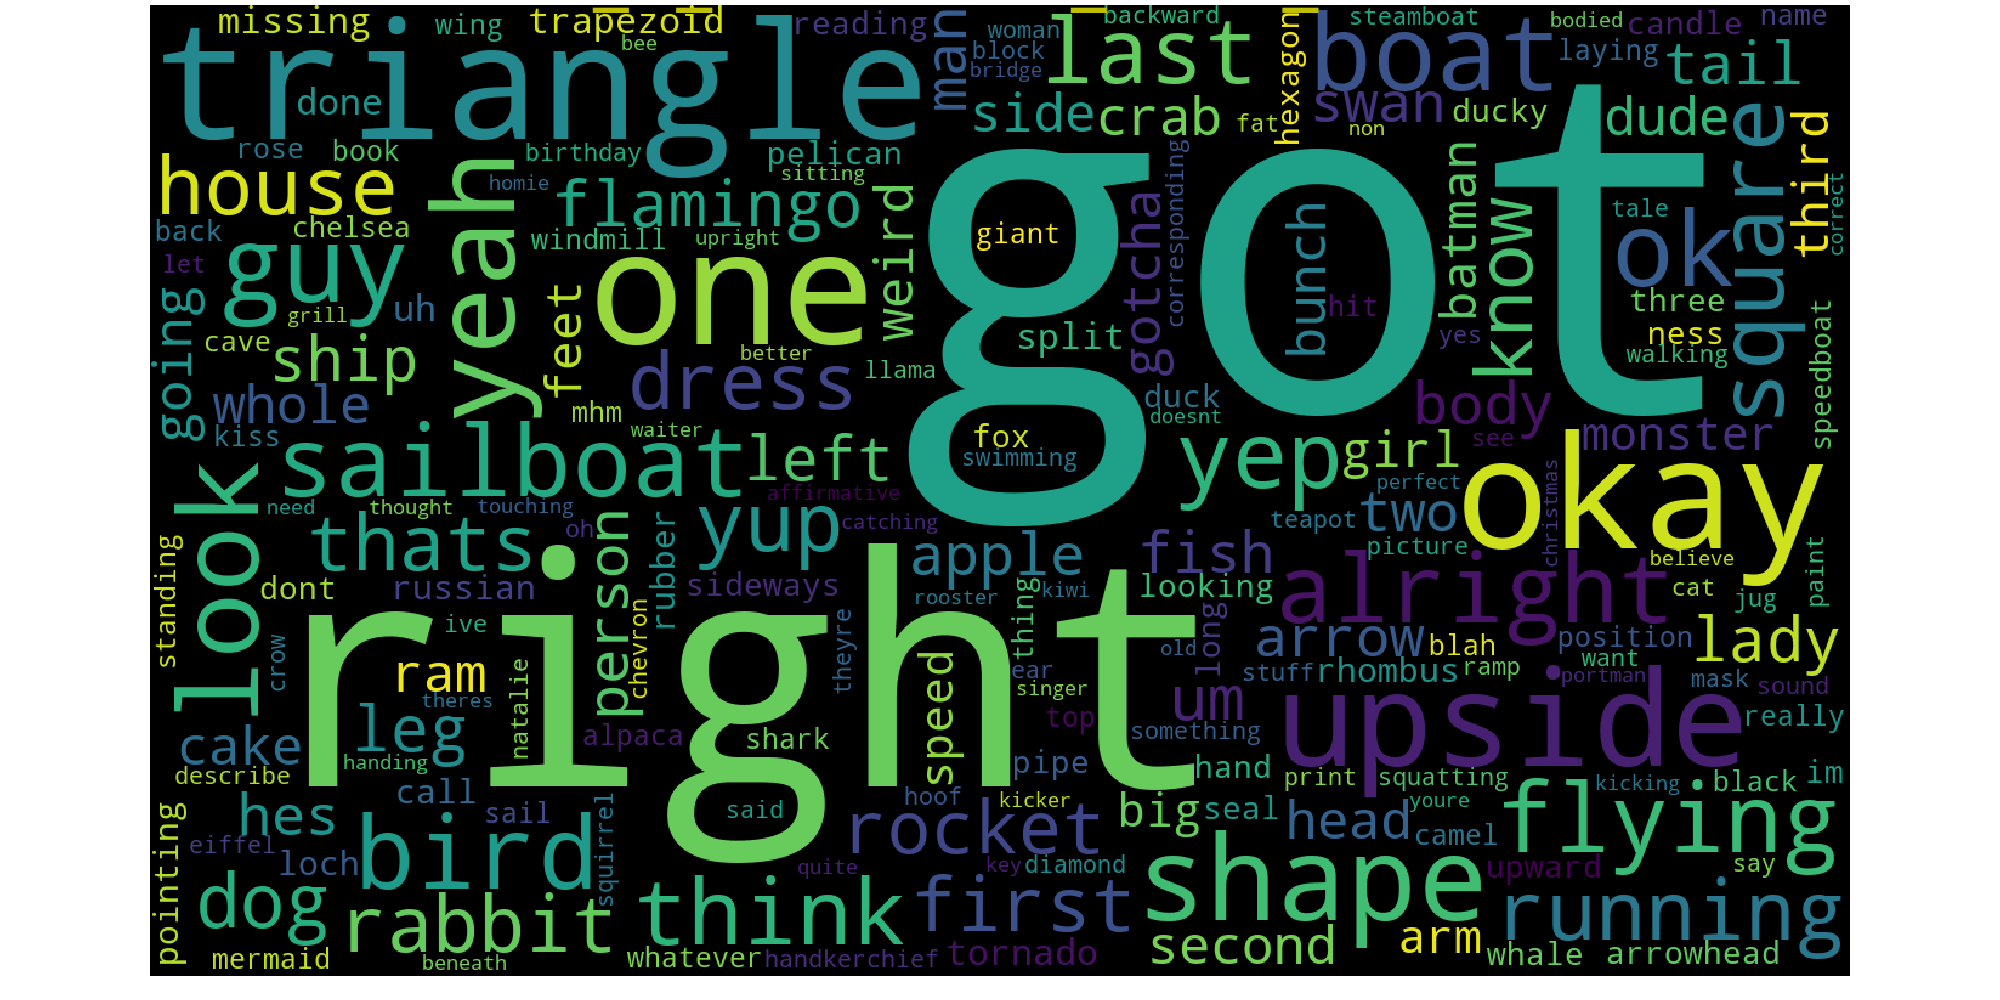 missing
wing
trapezoid
bee
reading
man
woman
block
bridge
backward
last
hexagon
steamboat
boat
bodied
candle
name
laying
tail
triangle
done
side
crab
fat
swan
non
ducky
dude
square
third
rose
book
birthday
pelican
sitting
house
yeah
homie
flamingo
weird
got
giant
corresponding
gotcha
bunch
batman
know
tale
ok
correct
back
chelsea
windmill
upright
let
guy
one
going
grill
uh
feet
split
hit
yes
three
ness
walking
speedboat
cave
ship
better
llama
dress
whole
mhm
duck
doesnt
body
see
monster
kiss
waiter
sailboat
left
fox
swimming
yep
girl
okay
look
need
thought
touching
affirmative
catching
perfect
christmas
teapot
two
thats
oh
person
rubber
yup
apple
fish
picture
believe
paint
standing
dont
russian
sideways
rooster
kiwi
looking
alright
cat
jug
right
ive
chevron
theyre
thing
old
long
arrow
blah
position
lady
crow
ram
natalie
speed
ear
singer
um
stuff
rhombus
ramp
want
portman
mask
sound
theres
leg
alpaca
shark
top
something
upside
really
cake
describe
handing
pipe
hand
print
squatting
kicking
black
im
call
hoof
kicker
big
seal
youre
flying
pointing
hes
sail
squirrel
said
rocket
head
camel
eiffel
loch
bird
quite
key
diamond
shape
upward
say
dog
rabbit
think
first
running
second
arm
mermaid
beneath
whatever
handkerchief
tornado
whale
arrowhead